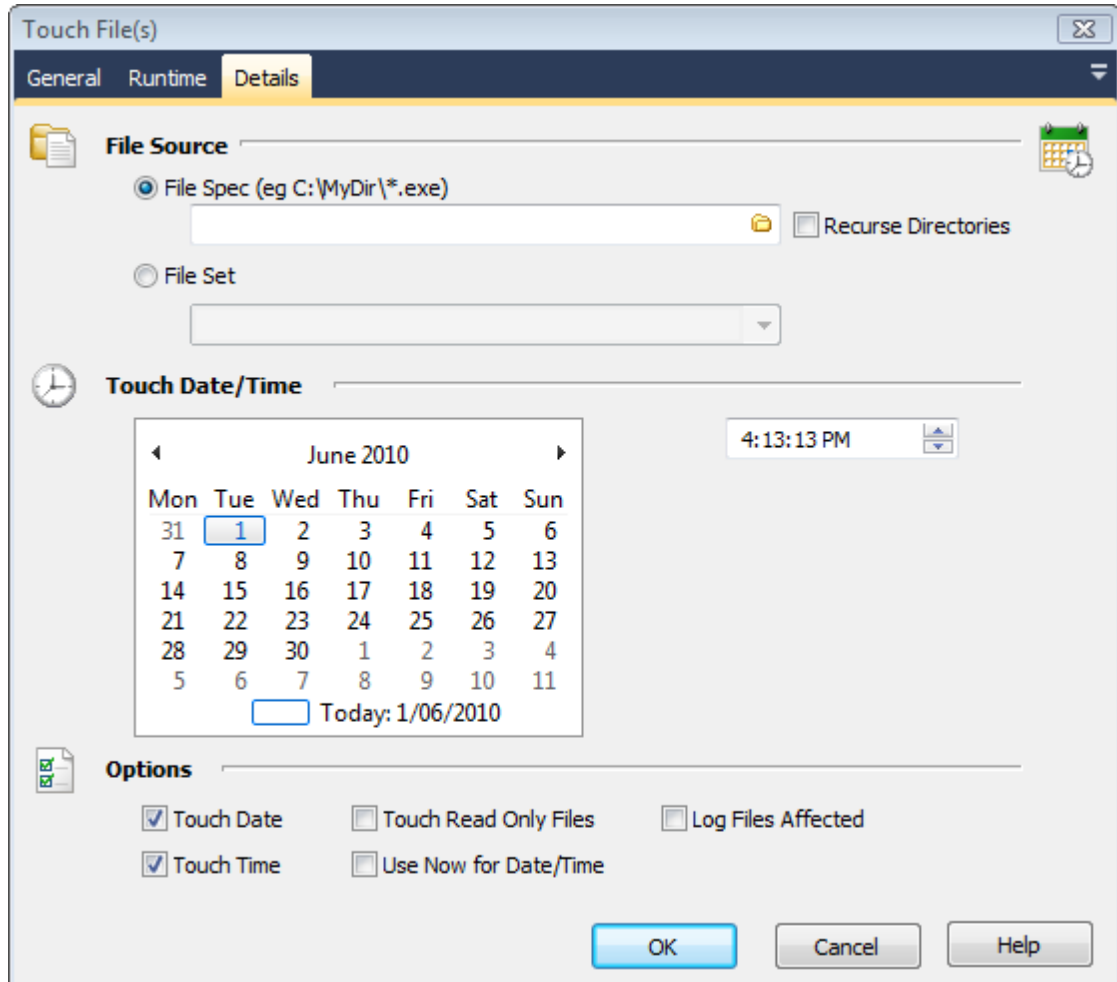 Touch File(s)
General Runtime Details
File Source
File Spec (eg C:\MyDir\*.exe)
Recurse Directories
File Set
Touch Date/Time
June 2010
4:13:13 PM
Mon Tue Wed Thu Fri Sat Sun
31 1 2 3 4 5 6
7 8 9 10 11 12 13
14 15 16 17 18 19 20
21 22 23 24 25 26 27
28 29 30 1 2 3 4
5 6 7 8 9 10 11
Today: 1/06/2010
Options
Touch Date Touch Read Only Files Log Files Affected
Touch Time Use Now for Date/Time
OK Cancel Help